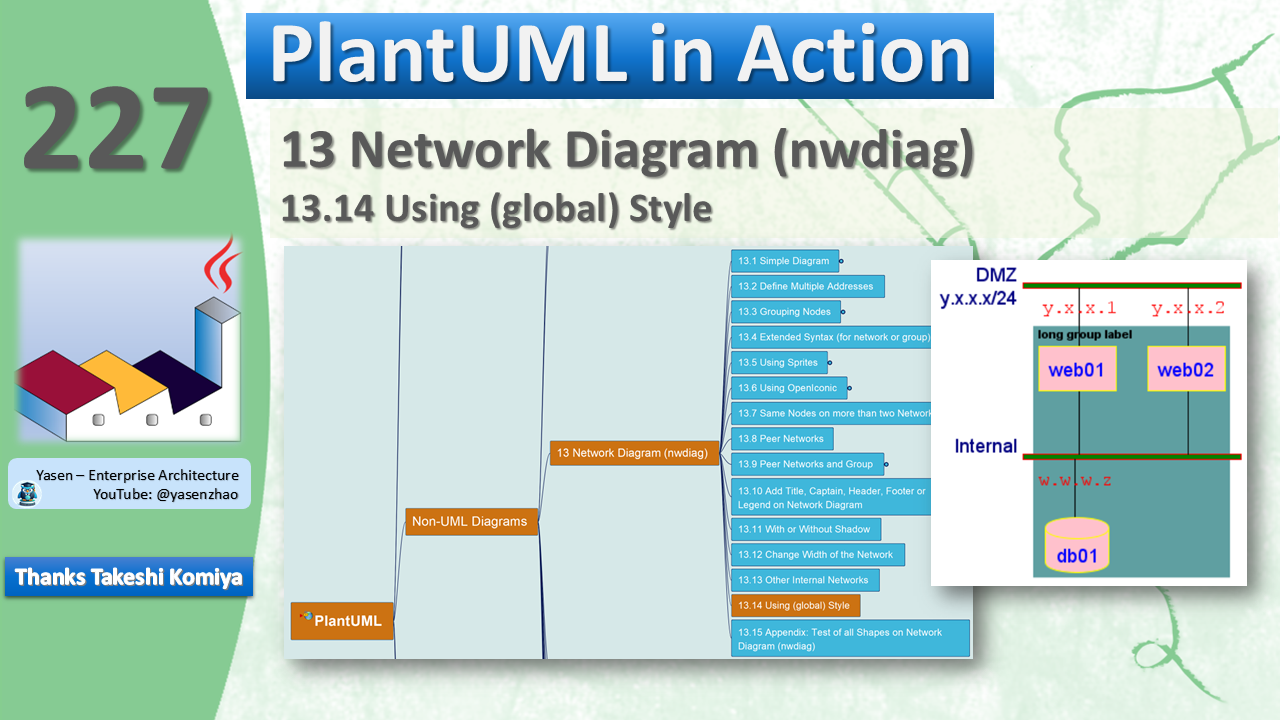 PlantUML in Action
227
13 Network Diagram (nwdiag)
13.14 Using (global) Style
Yasen – Enterprise Architecture
YouTube: @yasenzhao
Thanks Takeshi Komiya
PlantUML
Non-UML Diagrams
13 Network Diagram (nwdiag)
13.1 Simple Diagram
13.2 Define Multiple Addresses
13.3 Grouping Nodes
13.4 Extended Syntax (for network or group)
13.5 Using Sprites
13.6 Using OpenIconic
13.7 Same Nodes on more than two Network
13.8 Peer Networks
13.9 Peer Networks and Group
13.10 Add Title, Captain, Header, Footer or
Legend on Network Diagram
13.11 With or Without Shadow
13.12 Change Width of the Network
13.13 Other Internal Networks
13.14 Using (global) Style
13.15 Appendix: Test of all Shapes on Network
Diagram (nwdiag)
DMZ
y.x.x.x/24
y.x.x.1 y.x.x.2
long group label
web01 web02
Internal
w.w.w.z
db01